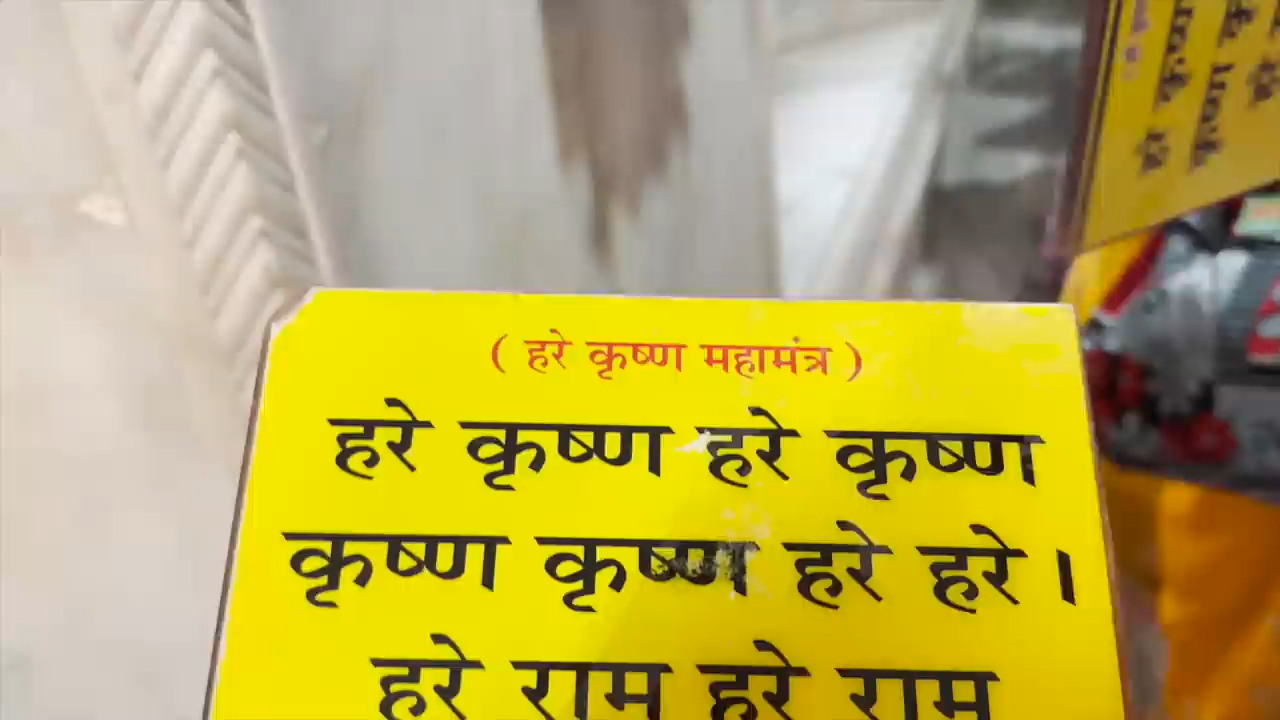 ( हरे कृष्ण महामंत्र )
हरे कृष्ण हरे कृष्ण
कृष्ण कृष्ण हरे हरे ।
हरे राम हरे राम